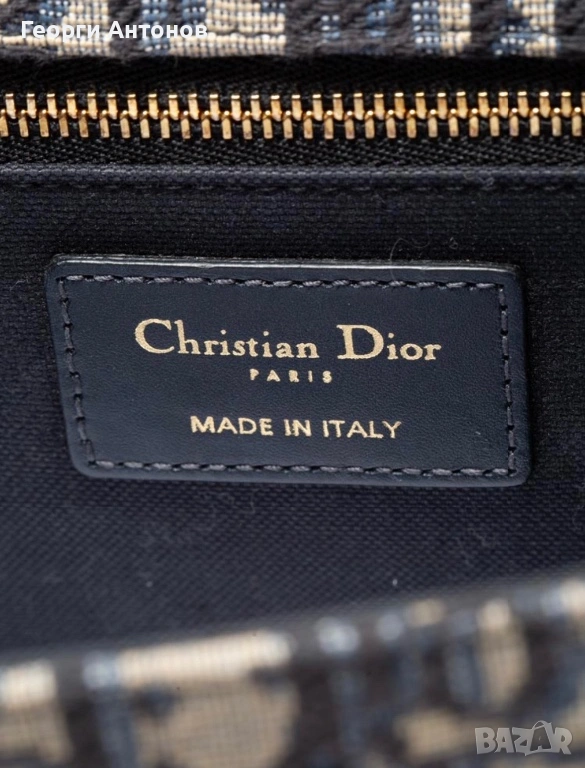 Георги Антонов
Christian Dior
PARIS
MADE IN ITALY
BAZAR